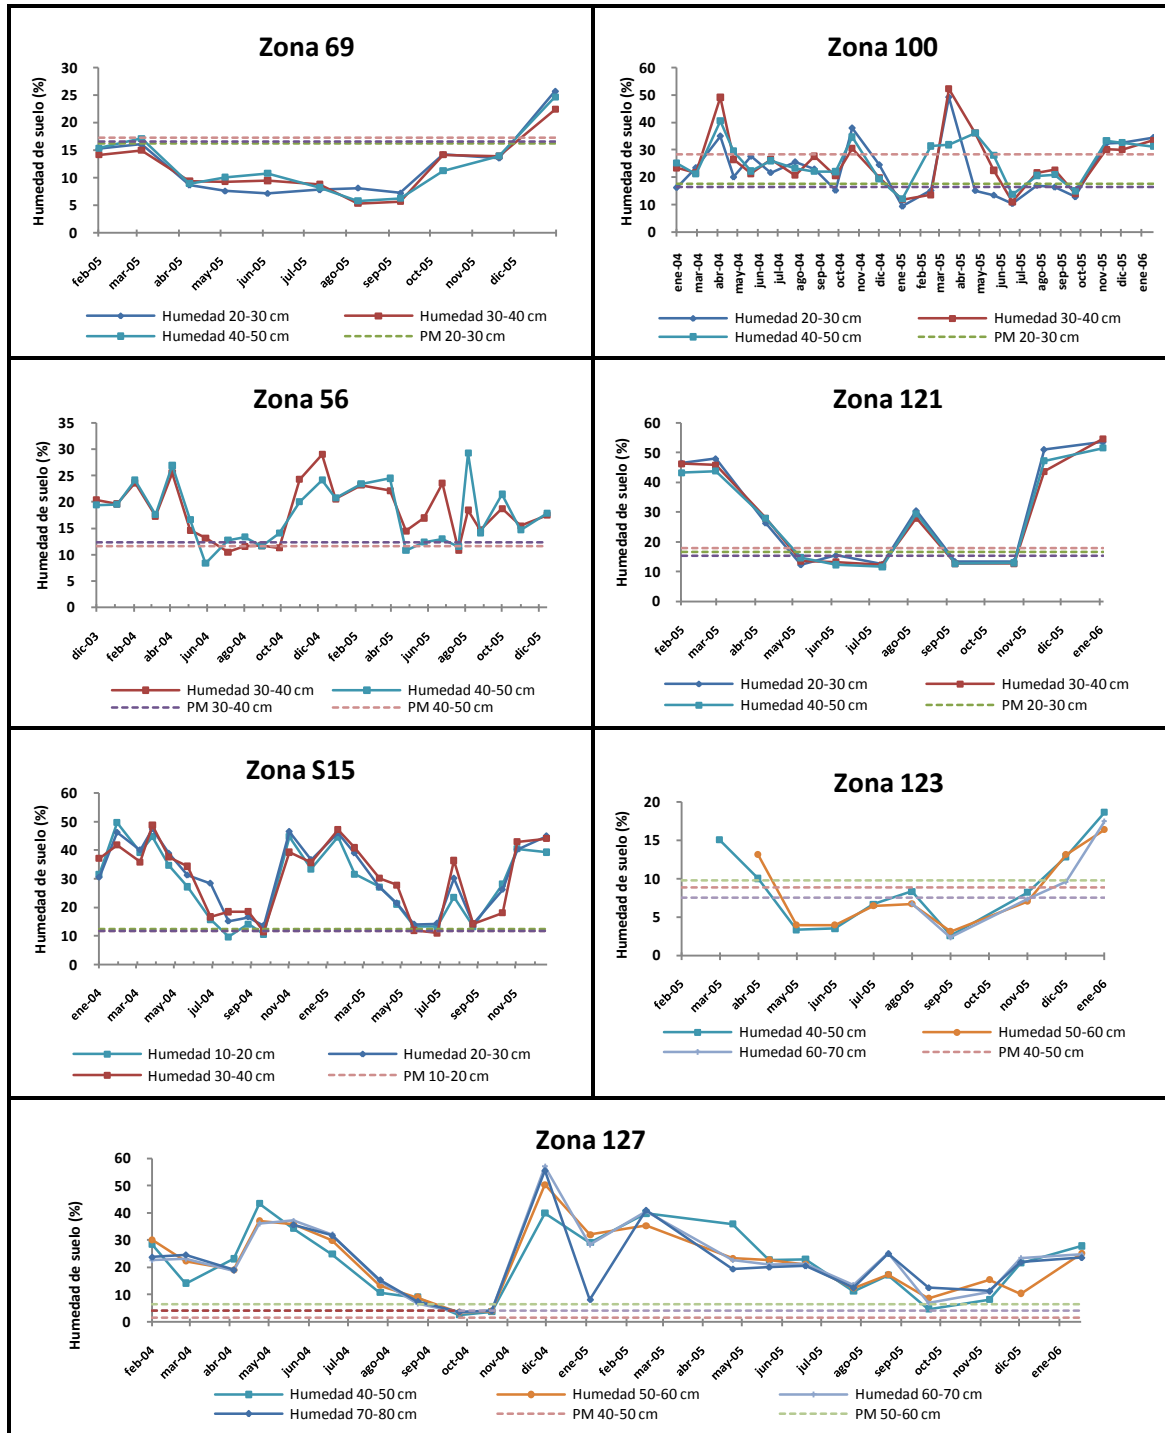 Zona 69
Humedad de suelo (%)
30
25
20
15
10
5
0
feb-05
mar-05
abr-05
may-05
jun-05
jul-05
ago-05
sep-05
oct-05
nov-05
dic-05
Humedad 20-30 cm
Humedad 30-40 cm
Humedad 40-50 cm
PM 20-30 cm
Zona 100
Humedad de suelo (%)
60
50
40
30
20
10
0
ene-04
mar-04
abr-04
may-04
jun-04
jul-04
ago-04
sep-04
oct-04
nov-04
dic-04
ene-05
feb-05
mar-05
abr-05
may-05
jun-05
jul-05
ago-05
sep-05
oct-05
nov-05
dic-05
ene-06
Humedad 20-30 cm
Humedad 30-40 cm
Humedad 40-50 cm
PM 20-30 cm
Zona 56
Humedad de suelo (%)
35
30
25
20
15
10
5
0
dic-03
feb-04
abr-04
jun-04
ago-04
oct-04
dic-04
feb-05
abr-05
jun-05
ago-05
oct-05
dic-05
Humedad 30-40 cm
Humedad 40-50 cm
PM 30-40 cm
PM 40-50 cm
Zona 121
Humedad de suelo (%)
60
50
40
30
20
10
0
feb-05
mar-05
abr-05
may-05
jun-05
jul-05
ago-05
sep-05
oct-05
nov-05
dic-05
ene-06
Humedad 20-30 cm
Humedad 30-40 cm
Humedad 40-50 cm
PM 20-30 cm
Zona S15
Humedad de suelo (%)
60
50
40
30
20
10
0
ene-04
mar-04
may-04
jul-04
sep-04
nov-04
ene-05
mar-05
may-05
jul-05
sep-05
nov-05
Humedad 10-20 cm
Humedad 20-30 cm
Humedad 30-40 cm
PM 10-20 cm
Zona 123
Humedad de suelo (%)
20
15
10
5
0
feb-05
mar-05
abr-05
may-05
jun-05
jul-05
ago-05
sep-05
oct-05
nov-05
dic-05
ene-06
Humedad 40-50 cm
Humedad 50-60 cm
Humedad 60-70 cm
PM 40-50 cm
Zona 127
Humedad de suelo (%)
60
50
40
30
20
10
0
feb-04
mar-04
abr-04
may-04
jun-04
jul-04
ago-04
sep-04
oct-04
nov-04
dic-04
ene-05
feb-05
mar-05
abr-05
may-05
jun-05
jul-05
ago-05
sep-05
oct-05
nov-05
dic-05
ene-06
Humedad 40-50 cm
Humedad 50-60 cm
Humedad 60-70 cm
Humedad 70-80 cm
PM 40-50 cm
PM 50-60 cm